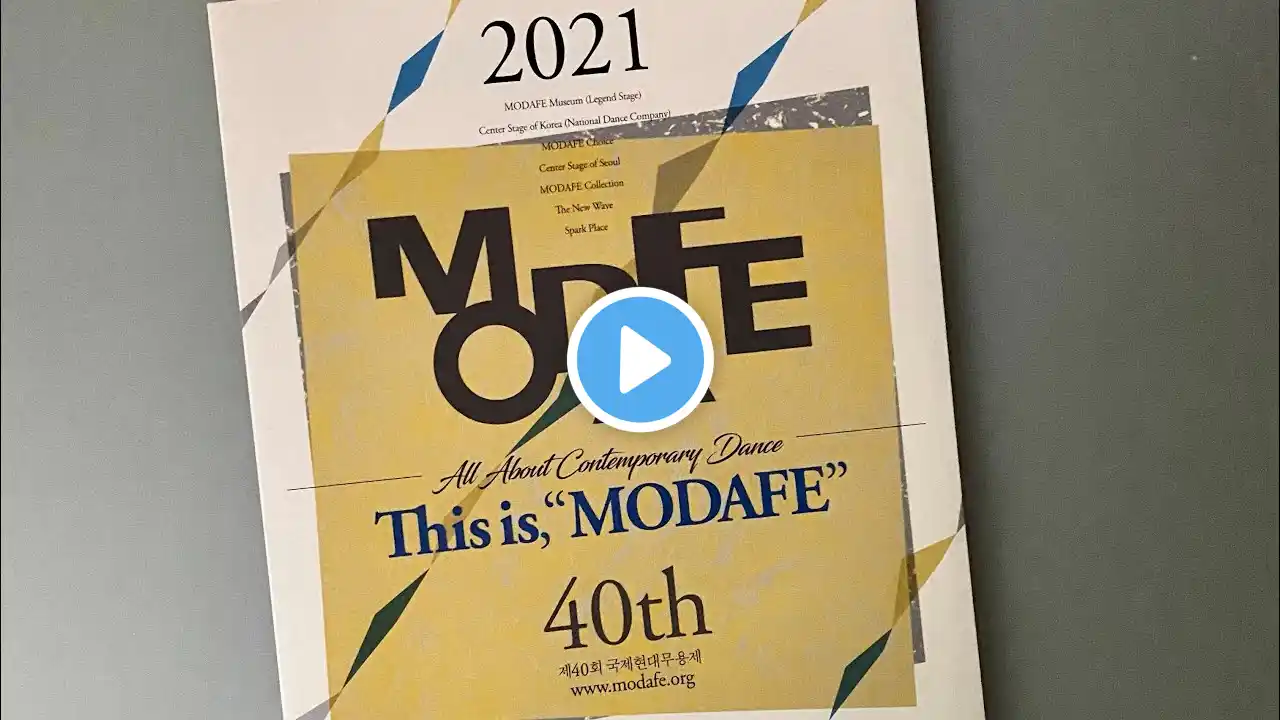 2021
MODAFE Museum (Legend Stage)
Center Stage of Korea (National Dance Company)
MODAFE Choice
Center Stage of Seoul
MODAFE Collection
The New Wave
Spark Place
MODAFE
All About Contemporary Dance
This is, “MODAFE”
40th
제40회 국제현대무용제
www.modafe.org